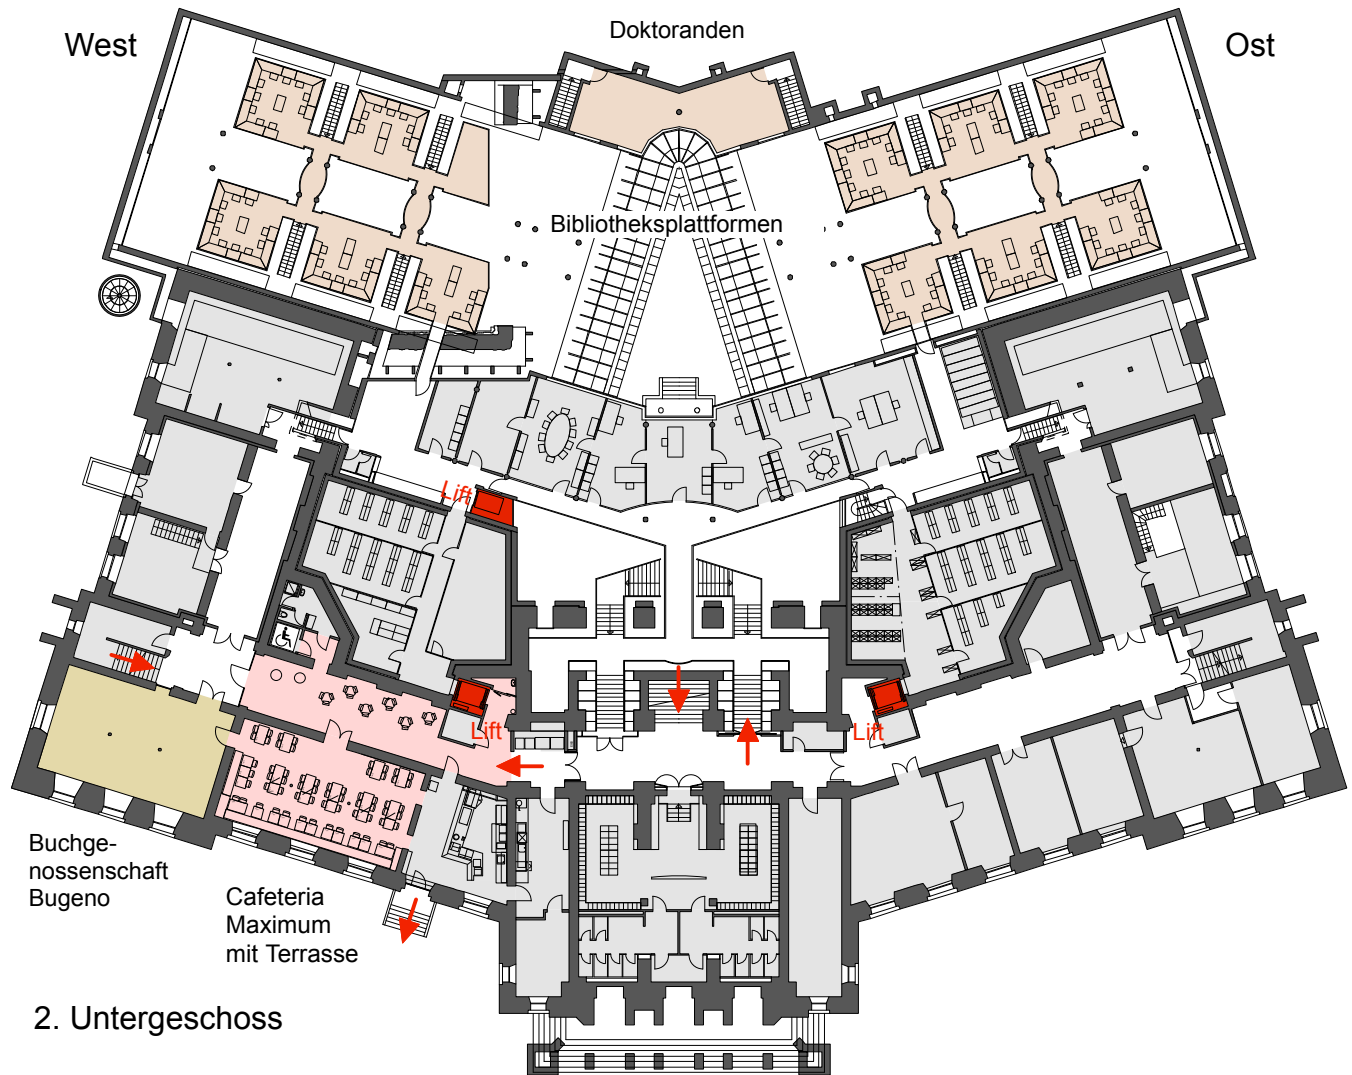 West
Doktoranden
Ost
Bibliotheksplattformen
Lift
Lift
Lift
Buchge-
nossenschaft
Bugeno
Cafeteria
Maximum
mit Terrasse
2. Untergeschoss